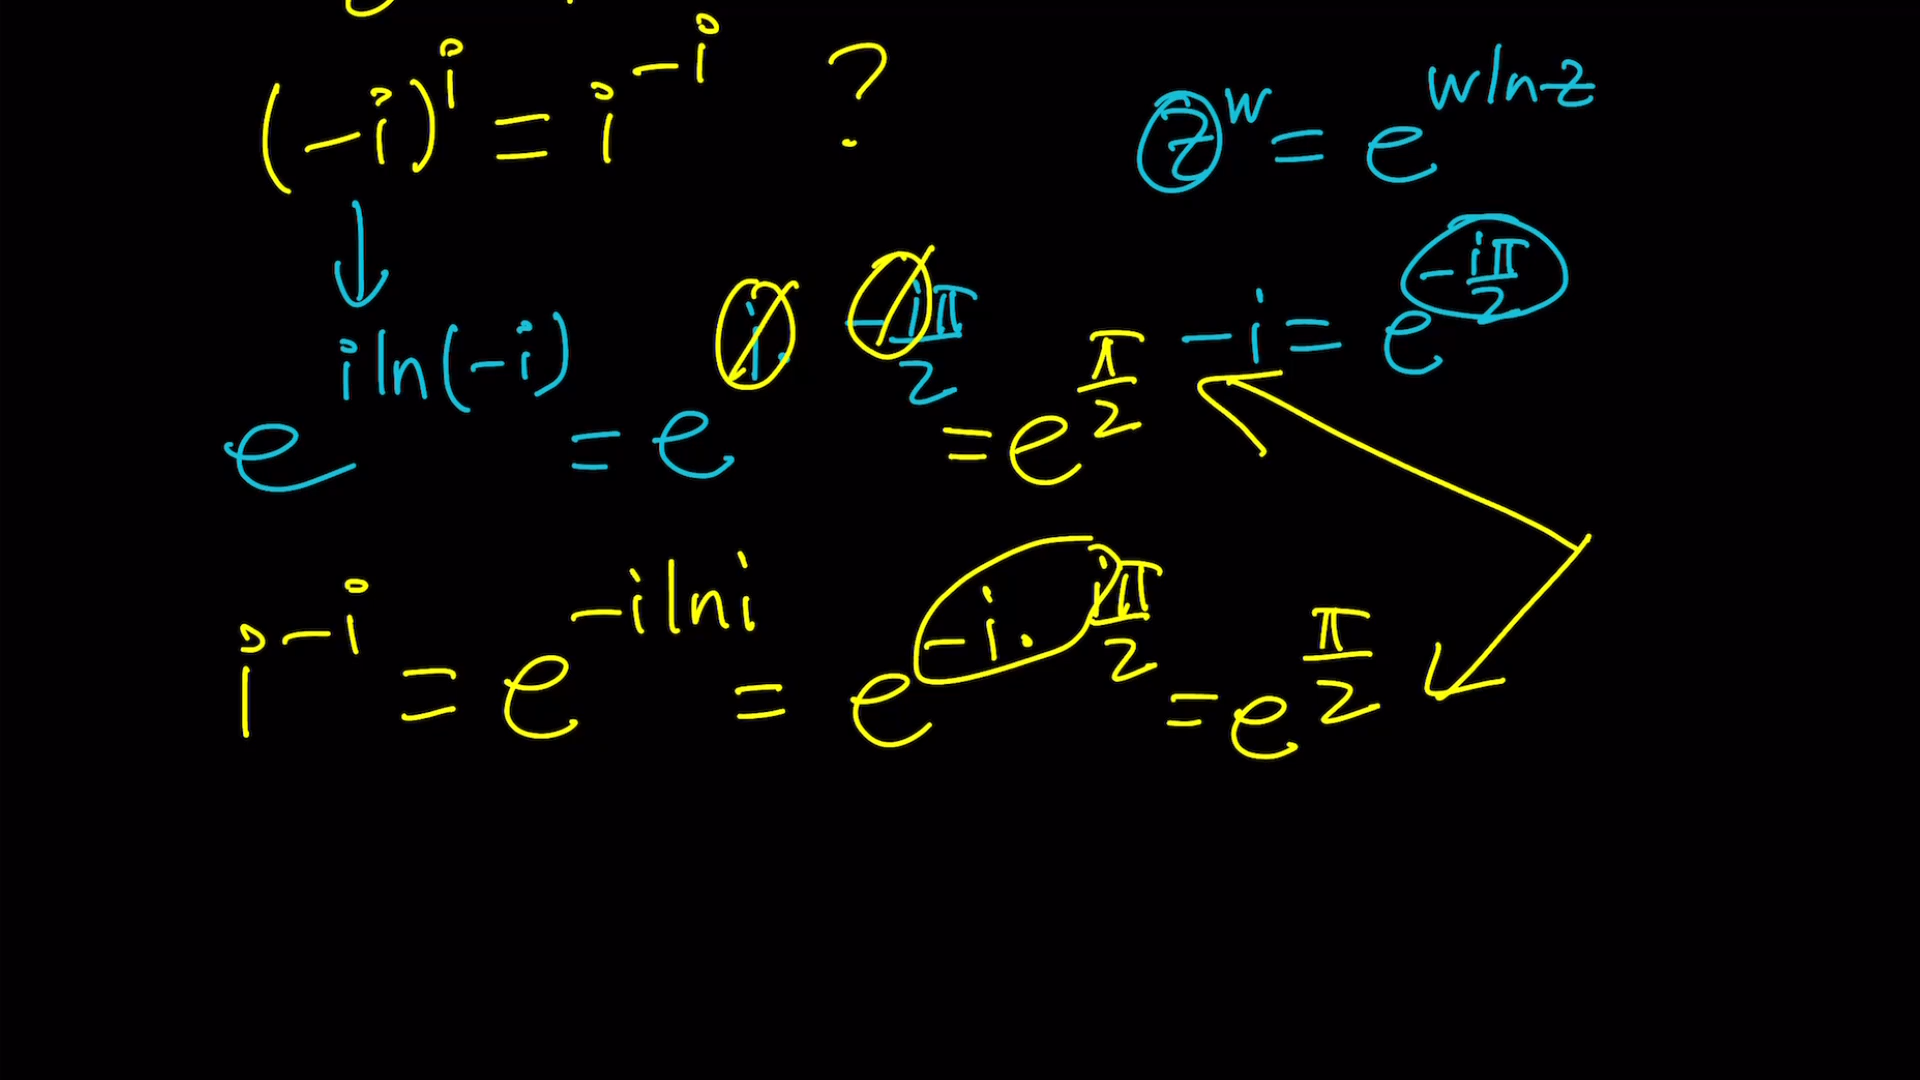 (-i)^i = i^{-i} ?
z^w = e^{w ln z}
-i = e^{-iπ/2}
e^{i ln(-i)} = e^{i · -iπ/2} = e^{π/2}
i^{-i} = e^{-i ln i} = e^{-i · iπ/2} = e^{π/2}